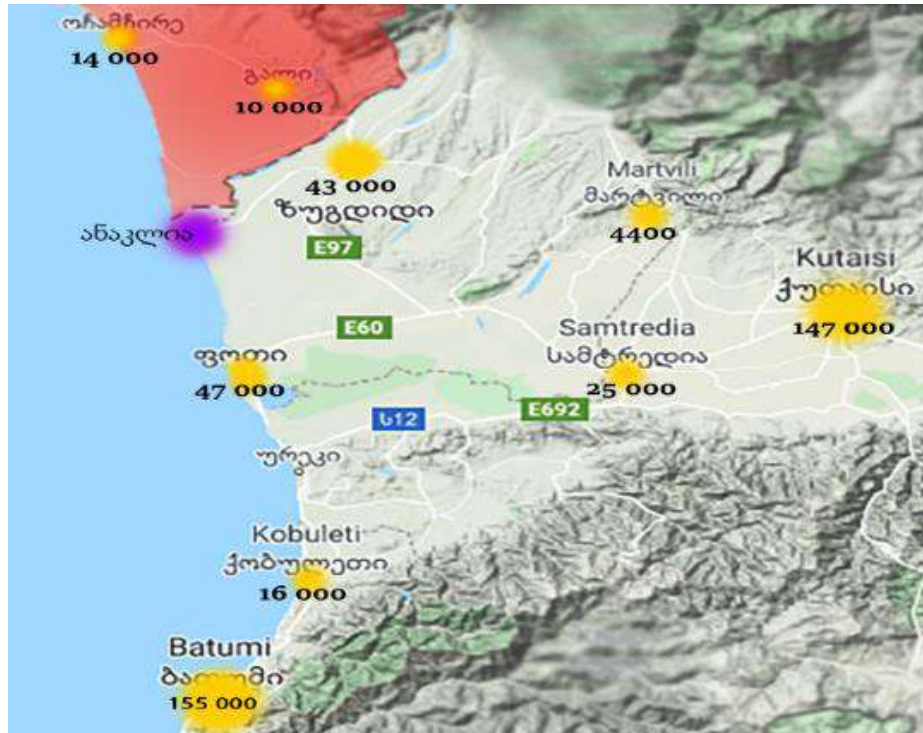 ოჩამჩირე
14 000
გალი
10 000
43 000
ზუგდიდი
Martvili
მარტვილი
4400
ანაკლია
E97
Kutaisi
ქუთაისი
147 000
E60
Samtredia
სამტრედია
25 000
ფოთი
47 000
E692
ს12
ურეკი
Kobuleti
ქობულეთი
16 000
Batumi
ბათუმი
155 000